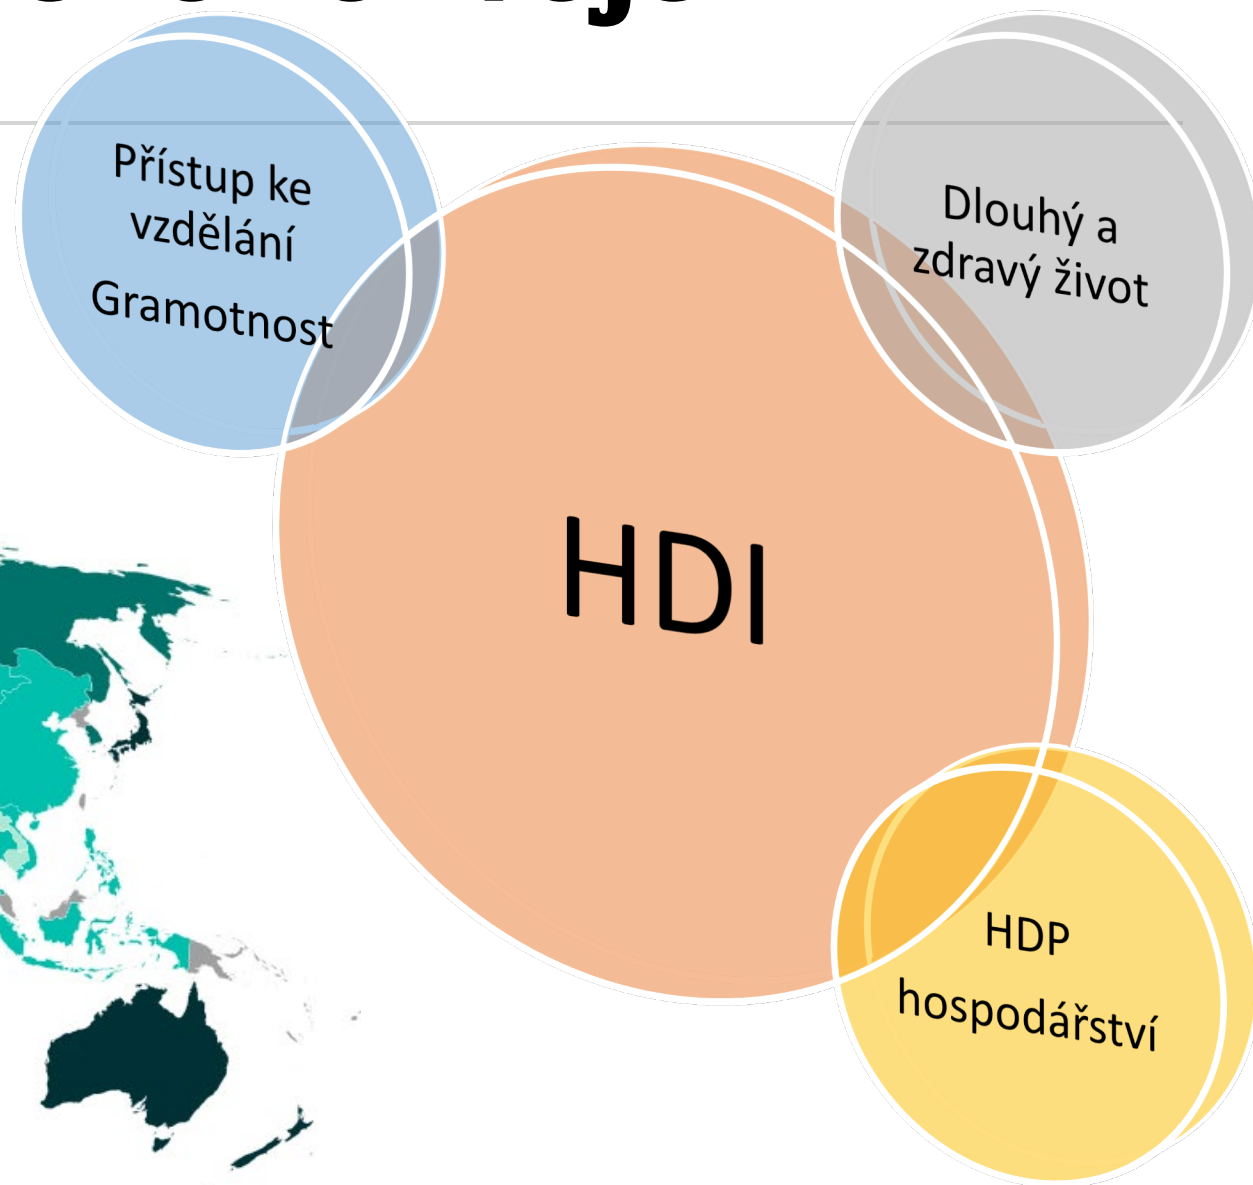 Přístup ke
vzdělání
Gramotnost
Dlouhý a
zdravý život
HDI
HDP
hospodářství